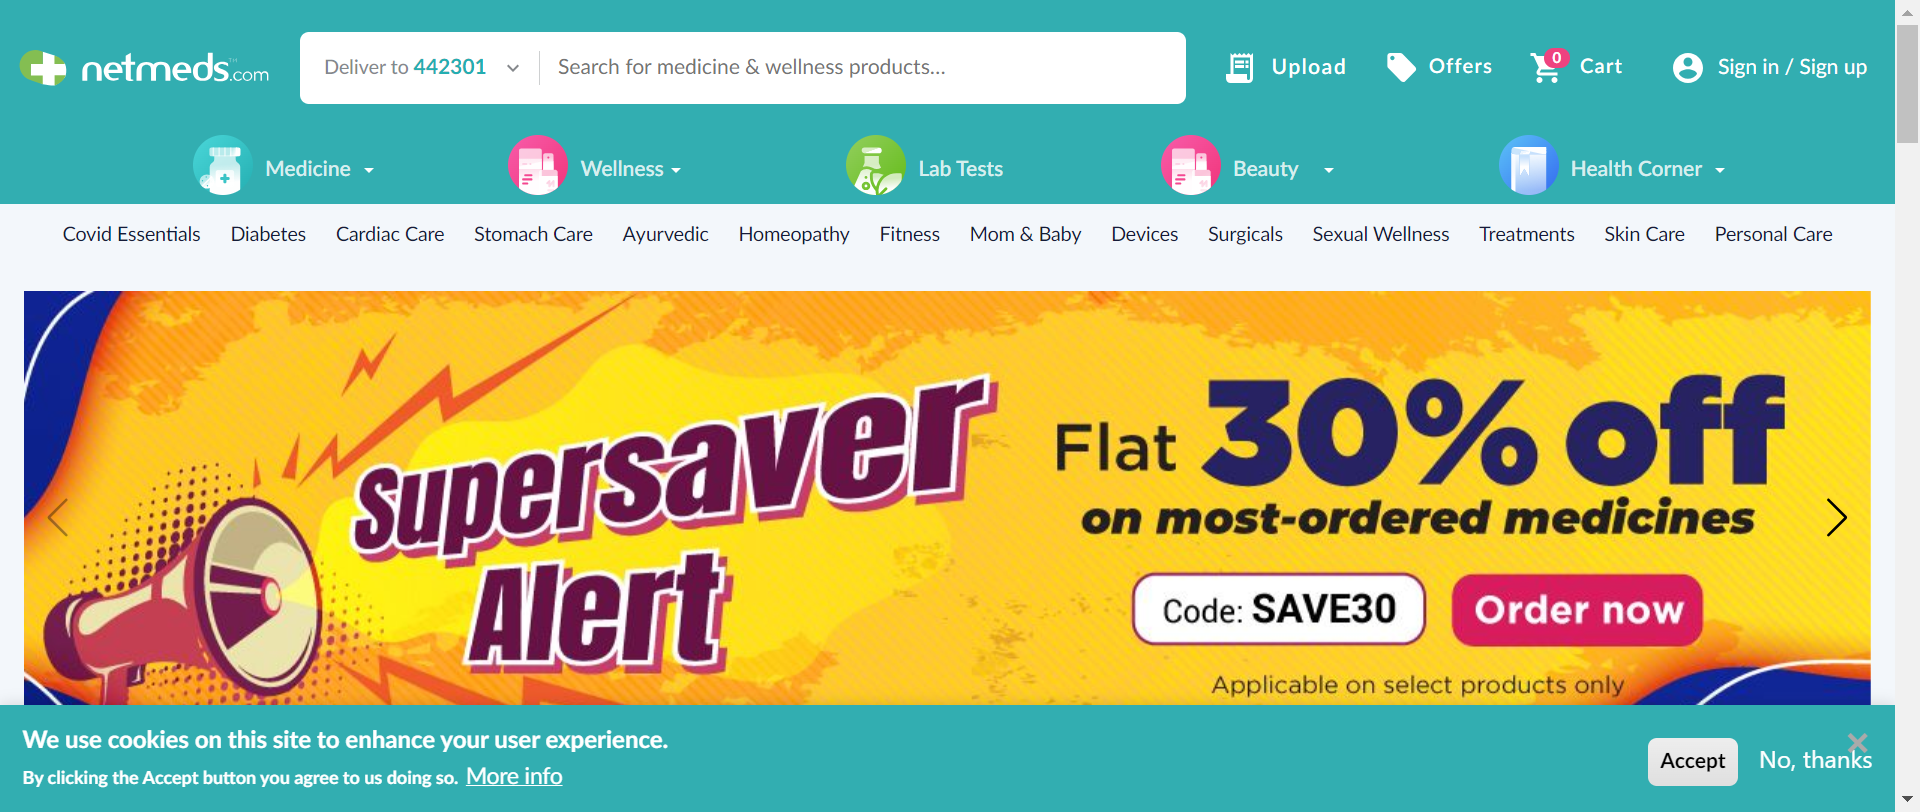 netmeds.com
Deliver to 442301
Search for medicine & wellness products...
Upload
Offers
0
Cart
Sign in / Sign up
Medicine
Wellness
Lab Tests
Beauty
Health Corner
Covid Essentials
Diabetes
Cardiac Care
Stomach Care
Ayurvedic
Homeopathy
Fitness
Mom & Baby
Devices
Surgicals
Sexual Wellness
Treatments
Skin Care
Personal Care
Supersaver
Alert
Flat 30% off
on most-ordered medicines
Code: SAVE30
Order now
Applicable on select products only
We use cookies on this site to enhance your user experience.
By clicking the Accept button you agree to us doing so. More info
Accept
No, thanks